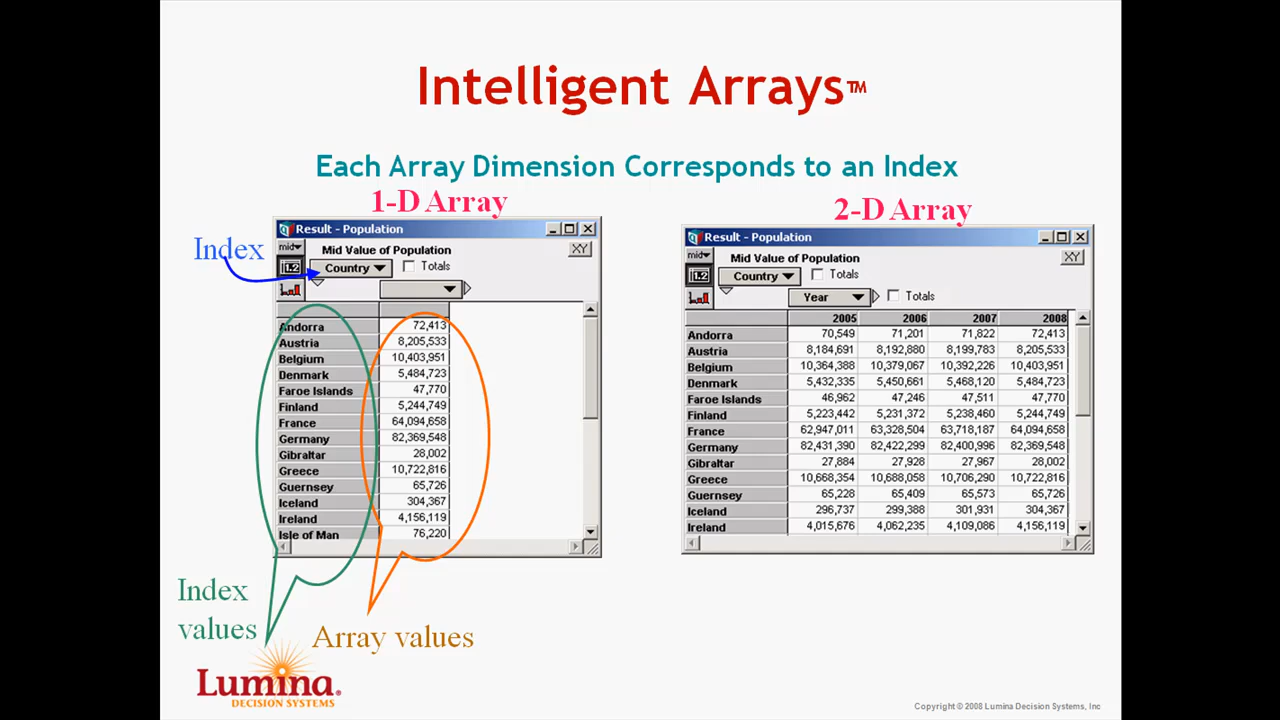 Intelligent Arrays™
Each Array Dimension Corresponds to an Index
1-D Array
Result - Population
mid
Mid Value of Population
XY
Index
Country
Totals
Andorra 72,413
Austria 8,205,533
Belgium 10,403,951
Denmark 5,484,723
Faroe Islands 47,770
Finland 5,244,749
France 64,094,658
Germany 82,369,548
Gibraltar 28,002
Greece 10,722,816
Guernsey 65,726
Iceland 304,367
Ireland 4,156,119
Isle of Man 76,220
Index
values
Array values
2-D Array
Result - Population
mid
Mid Value of Population
XY
Country
Totals
Year
Totals
2005 2006 2007 2008
Andorra 70,549 71,201 71,822 72,413
Austria 8,184,691 8,192,880 8,199,783 8,205,533
Belgium 10,364,388 10,379,067 10,392,226 10,403,951
Denmark 5,432,335 5,450,661 5,468,120 5,484,723
Faroe Islands 46,962 47,246 47,511 47,770
Finland 5,223,442 5,231,372 5,238,460 5,244,749
France 62,947,011 63,328,504 63,718,187 64,094,658
Germany 82,431,390 82,422,299 82,400,996 82,369,548
Gibraltar 27,884 27,928 27,967 28,002
Greece 10,668,354 10,688,058 10,706,290 10,722,816
Guernsey 65,228 65,409 65,573 65,726
Iceland 296,737 299,388 301,931 304,367
Ireland 4,015,676 4,062,235 4,109,086 4,156,119
Lumina®
DECISION SYSTEMS
Copyright © 2008 Lumina Decision Systems, Inc